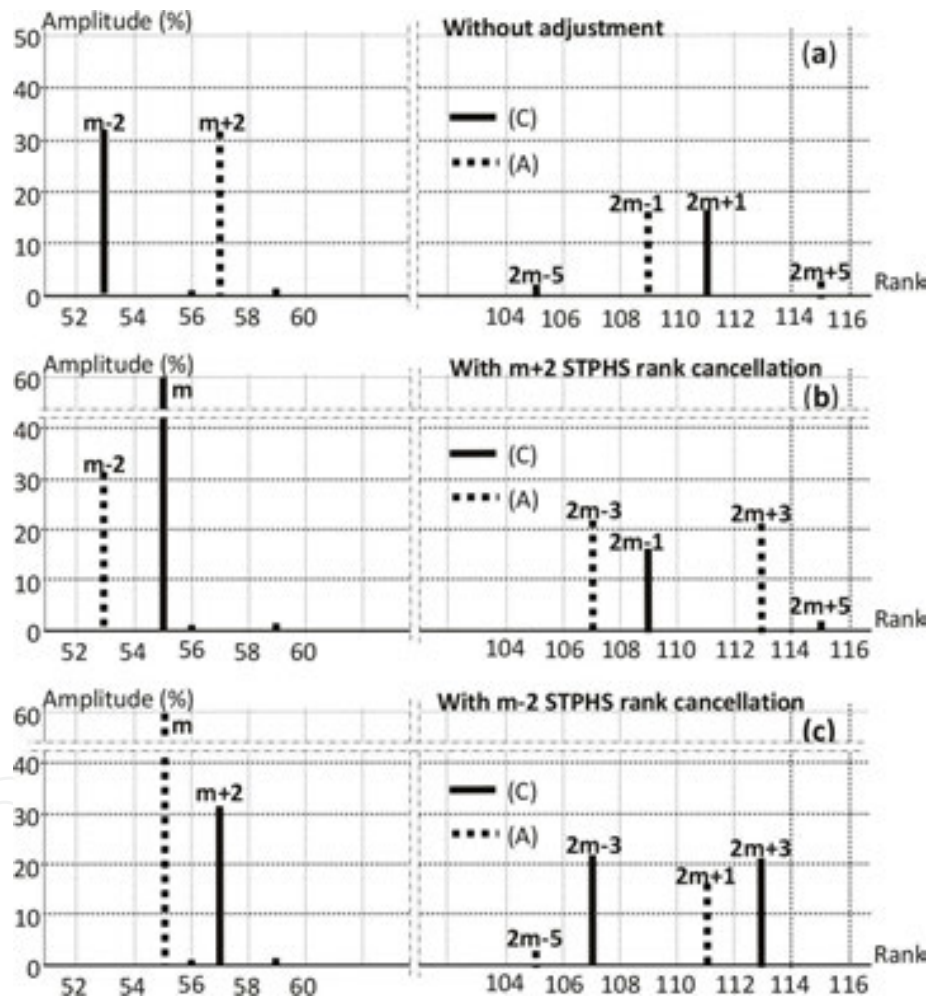 Amplitude (%)
Without adjustment
(a)
50
40
30
20
10
0
m-2
m+2
(C)
(A)
2m-5
2m-1
2m+1
2m+5
Rank
52 54 56 58 60 104 106 108 110 112 114 116
Amplitude (%)
With m+2 STPHS rank cancellation
(b)
60
40
30
20
10
0
m
m-2
(C)
(A)
2m-3
2m-1
2m+3
2m+5
Rank
52 54 56 58 60 104 106 108 110 112 114 116
Amplitude (%)
With m-2 STPHS rank cancellation
(c)
60
40
30
20
10
0
m
m+2
(C)
(A)
2m-5
2m-3
2m+1
2m+3
Rank
52 54 56 58 60 104 106 108 110 112 114 116